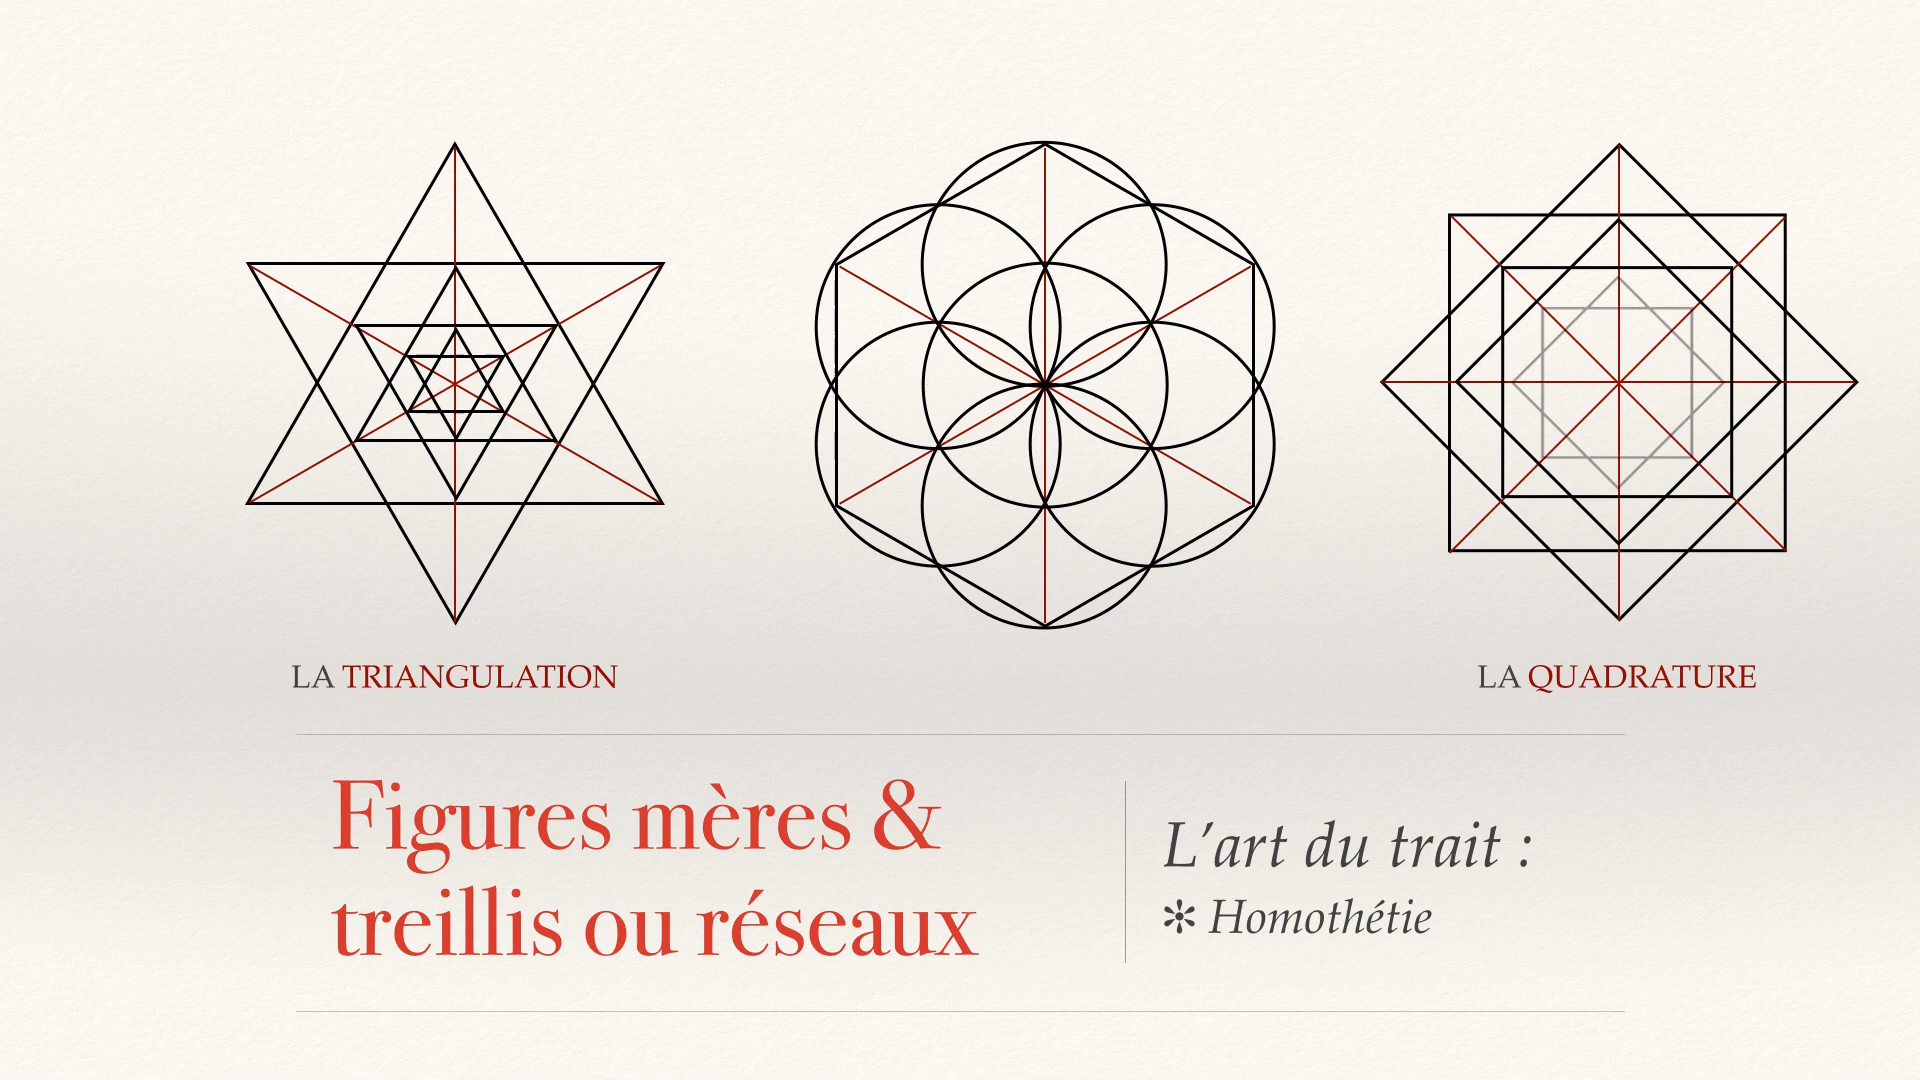 LA TRIANGULATION
LA QUADRATURE
Figures mères &
treillis ou réseaux
L’art du trait :
✼ Homothétie